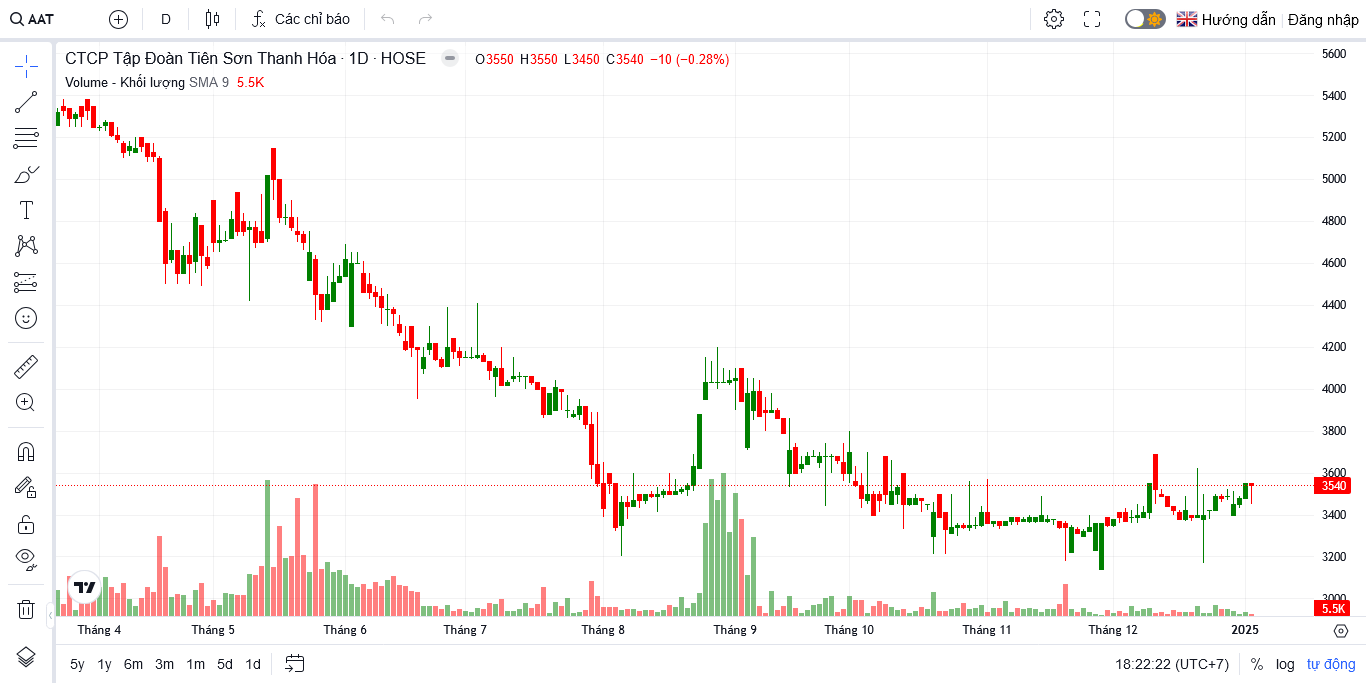 AAT D Các chỉ báo Hướng dẫn Đăng nhập
CTCP Tập Đoàn Tiên Sơn Thanh Hóa · 1D · HOSE O3550 H3550 L3450 C3540 −10 (−0.28%)
Volume - Khối lượng SMA 9 5.5K
5600
5400
5200
5000
4800
4600
4400
4200
4000
3800
3600
3540
3400
3200
3000
5.5K
Tháng 4 Tháng 5 Tháng 6 Tháng 7 Tháng 8 Tháng 9 Tháng 10 Tháng 11 Tháng 12 2025
5y 1y 6m 3m 1m 5d 1d 18:22:22 (UTC+7) % log tự động